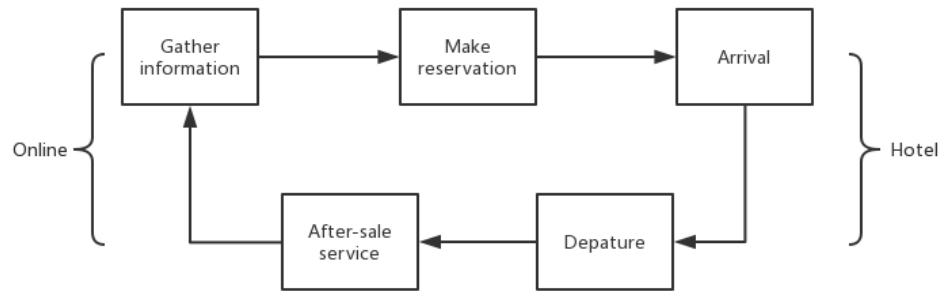 Gather
information
Make
reservation
Arrival
Online
Hotel
After-sale
service
Depature